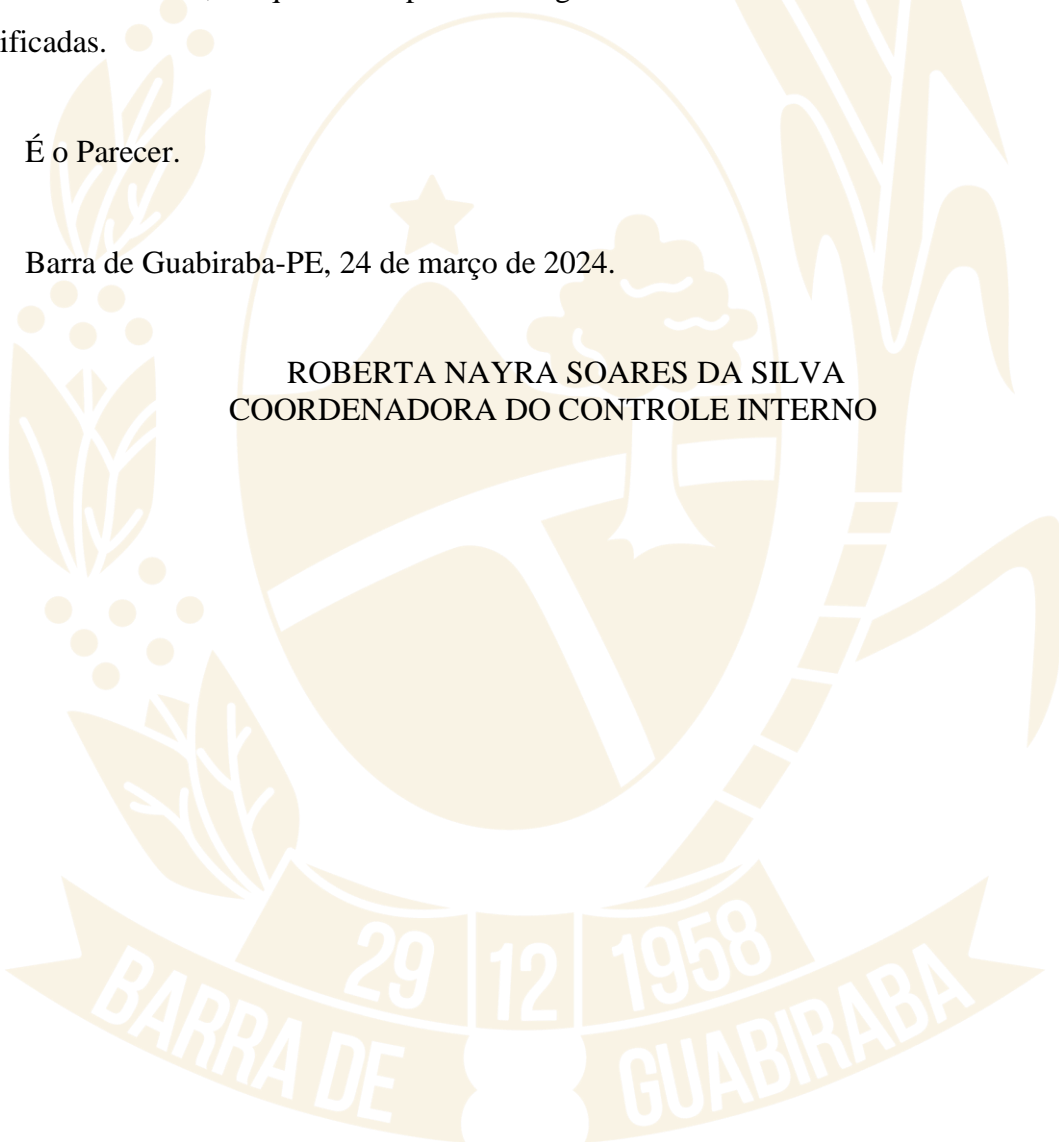 ificadas.
É o Parecer.
Barra de Guabiraba-PE, 24 de março de 2024.
ROBERTA NAYRA SOARES DA SILVA
COORDENADORA DO CONTROLE INTERNO
29 12 1958
BARRA DE GUABIRABA